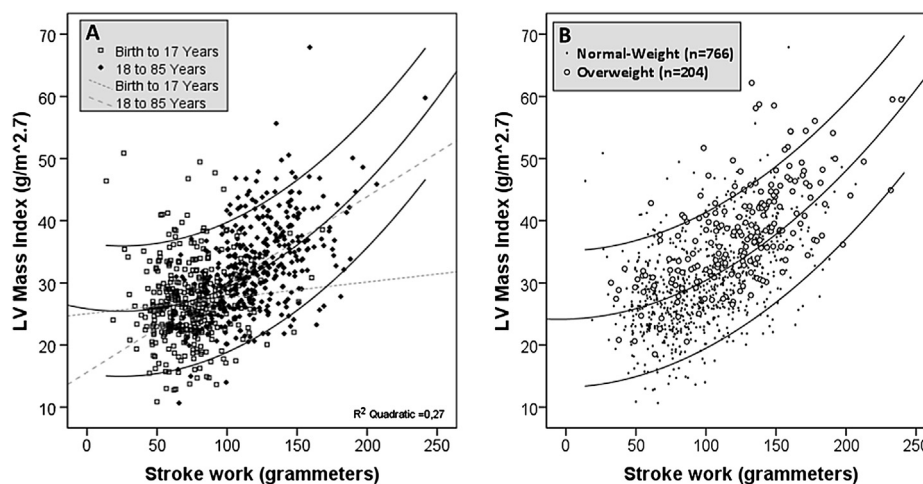 A
Birth to 17 Years
18 to 85 Years
Birth to 17 Years
18 to 85 Years
70
60
50
40
30
20
10
LV Mass Index (g/m^2.7)
R² Quadratic =0,27
0 50 100 150 200 250
Stroke work (grammeters)
B
Normal-Weight (n=766)
Overweight (n=204)
70
60
50
40
30
20
10
LV Mass Index (g/m^2.7)
0 50 100 150 200 250
Stroke work (grammeters)